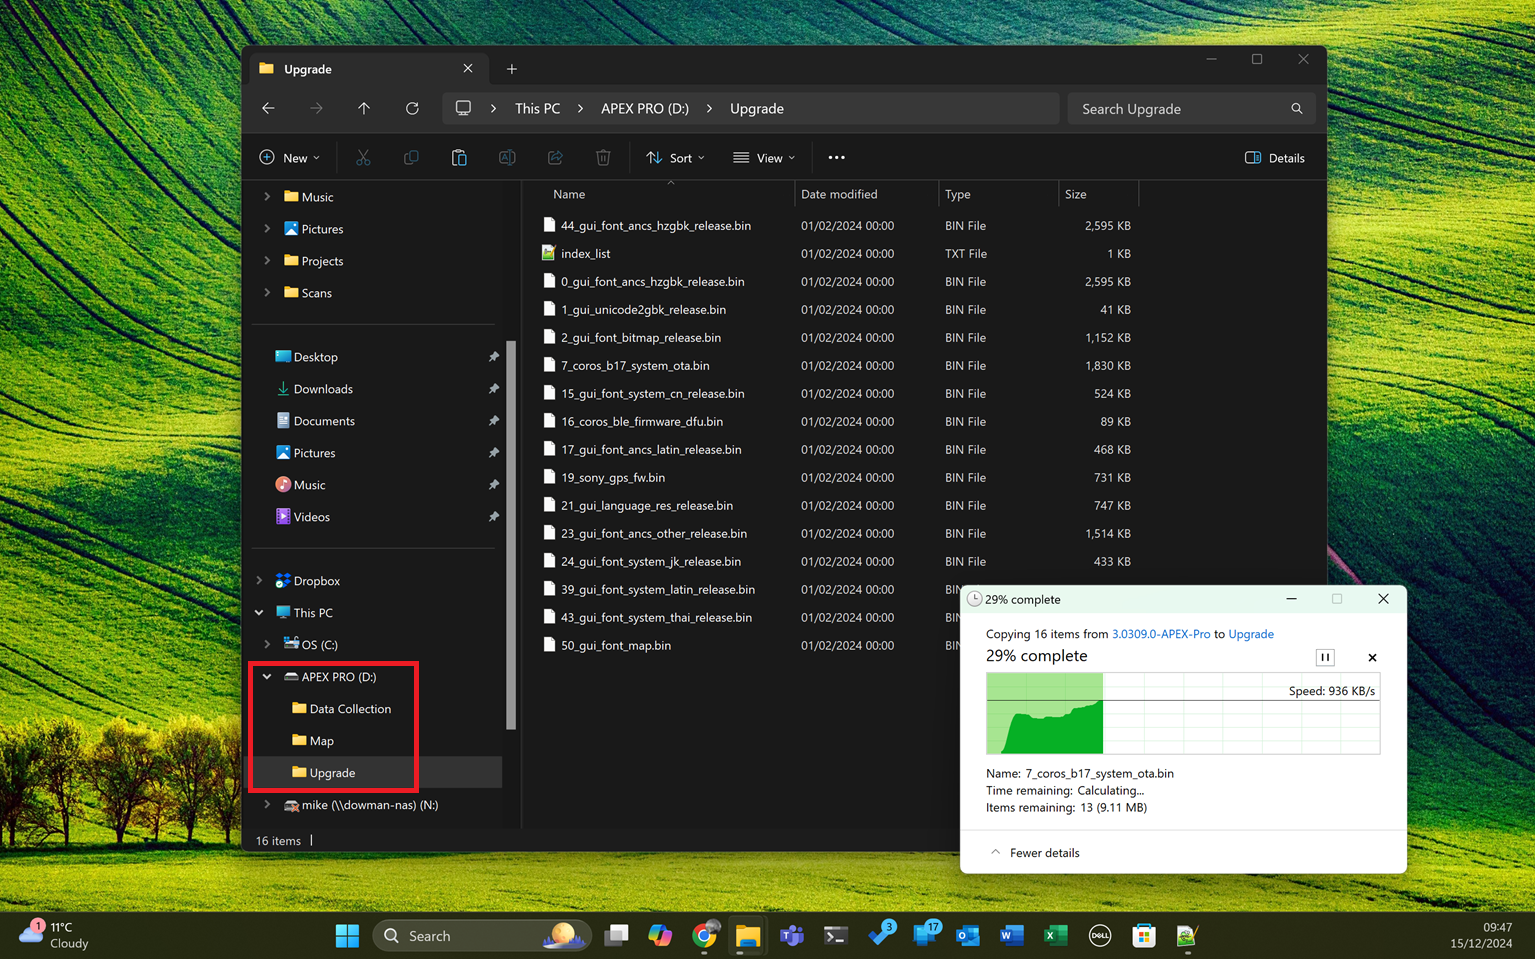 Upgrade
This PC > APEX PRO (D:) > Upgrade
Search Upgrade
New
Sort
View
Details
Music
Pictures
Projects
Scans
Desktop
Downloads
Documents
Pictures
Music
Videos
Dropbox
This PC
OS (C:)
APEX PRO (D:)
Data Collection
Map
Upgrade
mike (\\dowman-nas) (N:)
16 items
Name Date modified Type Size
44_gui_font_ancs_hzgbk_release.bin 01/02/2024 00:00 BIN File 2,595 KB
index_list 01/02/2024 00:00 TXT File 1 KB
0_gui_font_ancs_hzgbk_release.bin 01/02/2024 00:00 BIN File 2,595 KB
1_gui_unicode2gbk_release.bin 01/02/2024 00:00 BIN File 41 KB
2_gui_font_bitmap_release.bin 01/02/2024 00:00 BIN File 1,152 KB
7_coros_b17_system_ota.bin 01/02/2024 00:00 BIN File 1,830 KB
15_gui_font_system_cn_release.bin 01/02/2024 00:00 BIN File 524 KB
16_coros_ble_firmware_dfu.bin 01/02/2024 00:00 BIN File 89 KB
17_gui_font_ancs_latin_release.bin 01/02/2024 00:00 BIN File 468 KB
19_sony_gps_fw.bin 01/02/2024 00:00 BIN File 731 KB
21_gui_language_res_release.bin 01/02/2024 00:00 BIN File 747 KB
23_gui_font_ancs_other_release.bin 01/02/2024 00:00 BIN File 1,514 KB
24_gui_font_system_jk_release.bin 01/02/2024 00:00 BIN File 433 KB
39_gui_font_system_latin_release.bin 01/02/2024 00:00 BIN
43_gui_font_system_thai_release.bin 01/02/2024 00:00 BIN
50_gui_font_map.bin 01/02/2024 00:00 BIN
29% complete
Copying 16 items from 3.0309.0-APEX-Pro to Upgrade
29% complete
Speed: 936 KB/s
Name: 7_coros_b17_system_ota.bin
Time remaining: Calculating...
Items remaining: 13 (9.11 MB)
Fewer details
1
11°C
Cloudy
Search
3
17
DELL
09:47
15/12/2024